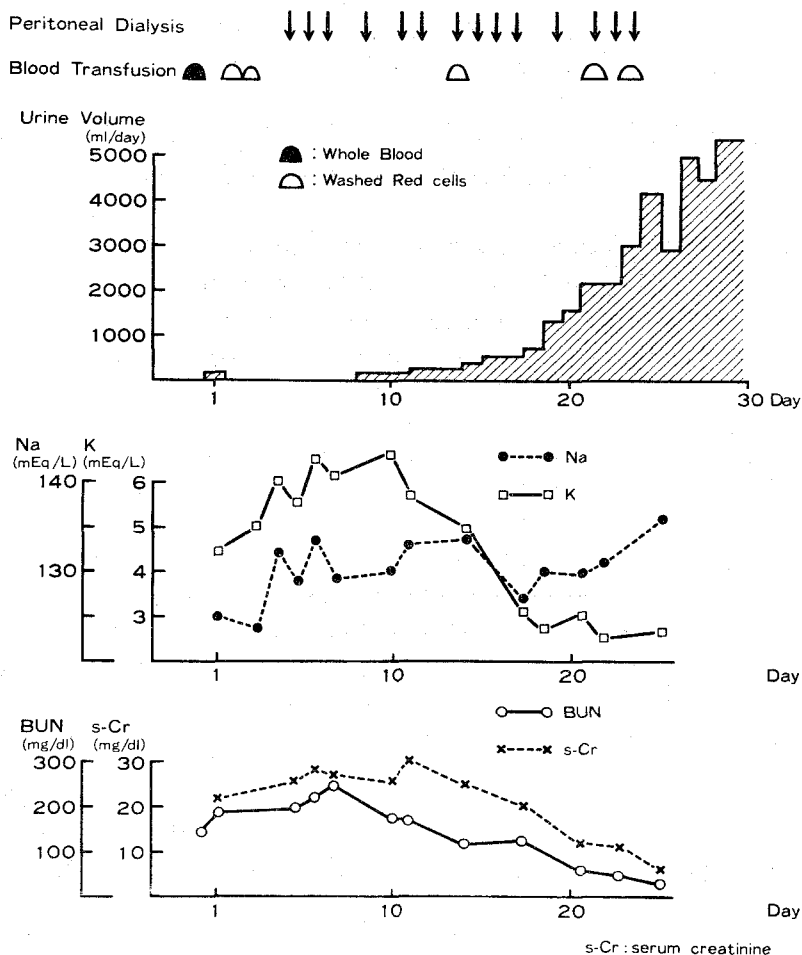 Peritoneal Dialysis
Blood Transfusion
Urine Volume
(ml/day)
5000
4000
3000
2000
1000
: Whole Blood
: Washed Red cells
1 10 20 30 Day
Na K
(mEq/L) (mEq/L)
140 6
5
130 4
3
Na
K
1 10 20 Day
BUN s-Cr
(mg/dl) (mg/dl)
300 30
200 20
100 10
BUN
s-Cr
1 10 20 Day
s-Cr : serum creatinine